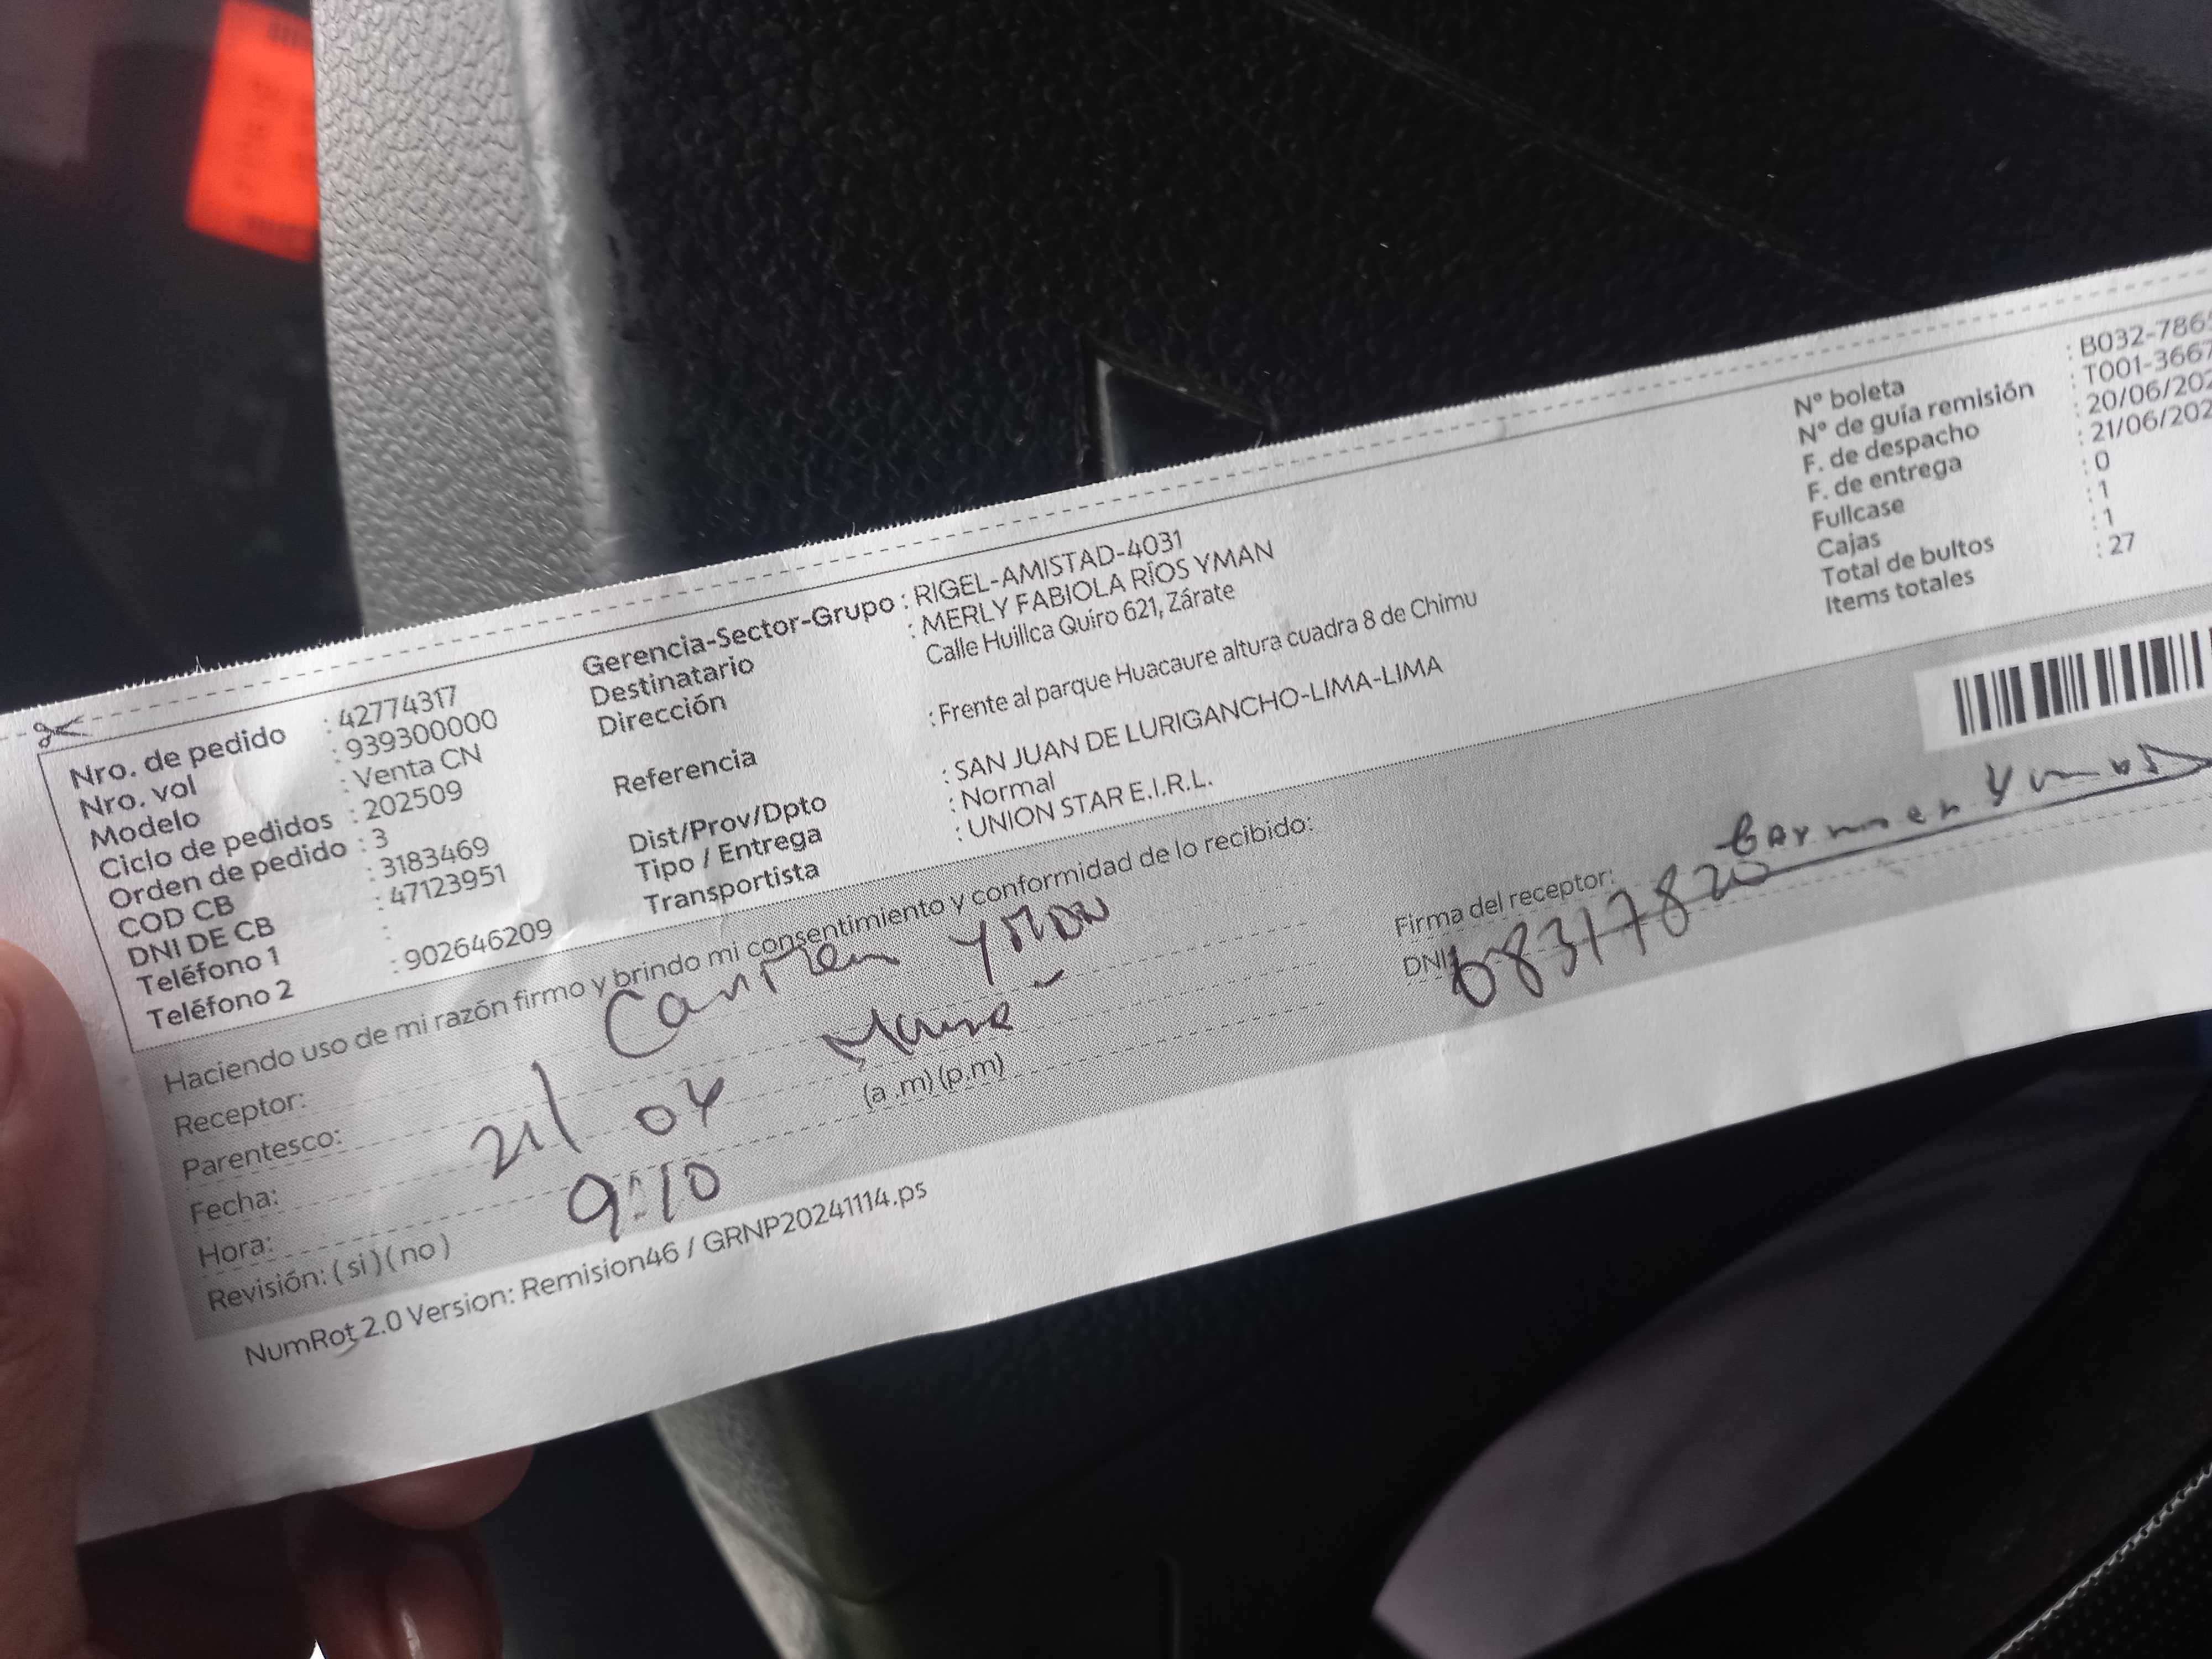 Nro. de pedido : 42774317
Nro. vol : 939300000
Modelo : Venta CN
Ciclo de pedidos : 202509
Orden de pedido : 3
COD CB : 3183469
DNI DE CB : 47123951
Teléfono 1 :
Teléfono 2 : 902646209
Gerencia-Sector-Grupo : RIGEL-AMISTAD-4031
Destinatario : MERLY FABIOLA RÍOS YMAN
Dirección Calle Huillca Quiro 621, Zárate
Referencia : Frente al parque Huacaure altura cuadra 8 de Chimu
Dist/Prov/Dpto : SAN JUAN DE LURIGANCHO-LIMA-LIMA
Tipo / Entrega : Normal
Transportista : UNION STAR E.I.R.L.
N° boleta : B032-786
N° de guía remisión : T001-3667
F. de despacho : 20/06/202
F. de entrega : 21/06/202
Fullcase : 0
Cajas : 1
Total de bultos : 1
Items totales : 27
Haciendo uso de mi razón firmo y brindo mi consentimiento y conformidad de lo recibido:
Receptor: Carmen
Parentesco:
Fecha: 21/
Hora: 9:10 (a .m) (p.m)
Revisión: ( si ) ( no )
Firma del receptor: Carmen
DNI: 08317820
NumRot 2.0 Version: Remision46 / GRNP20241114.ps